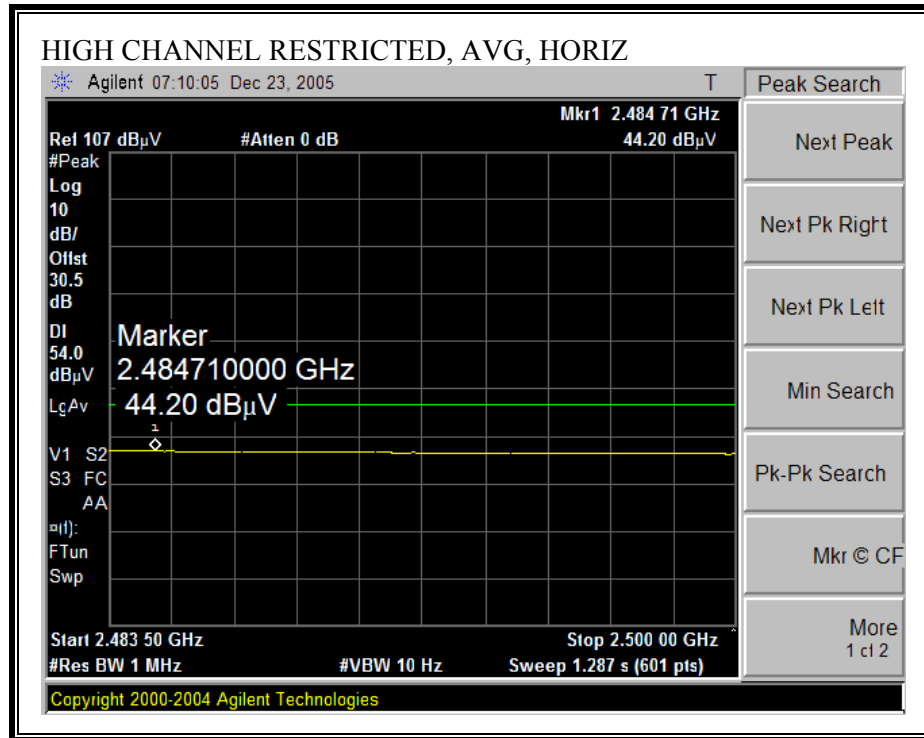 HIGH CHANNEL RESTRICTED, AVG, HORIZ
Agilent 07:10:05 Dec 23, 2005 T
Peak Search
Mkr1 2.484 71 GHz
Ref 107 dBµV #Atten 0 dB 44.20 dBµV
#Peak
Log
10
dB/
Offst
30.5
dB
DI
54.0
dBµV
LgAv
V1 S2
S3 FC
AA
¤(f):
FTun
Swp
Marker
2.484710000 GHz
44.20 dBµV
1
Start 2.483 50 GHz Stop 2.500 00 GHz
#Res BW 1 MHz #VBW 10 Hz Sweep 1.287 s (601 pts)
Next Peak
Next Pk Right
Next Pk Left
Min Search
Pk-Pk Search
Mkr © CF
More
1 of 2
Copyright 2000-2004 Agilent Technologies